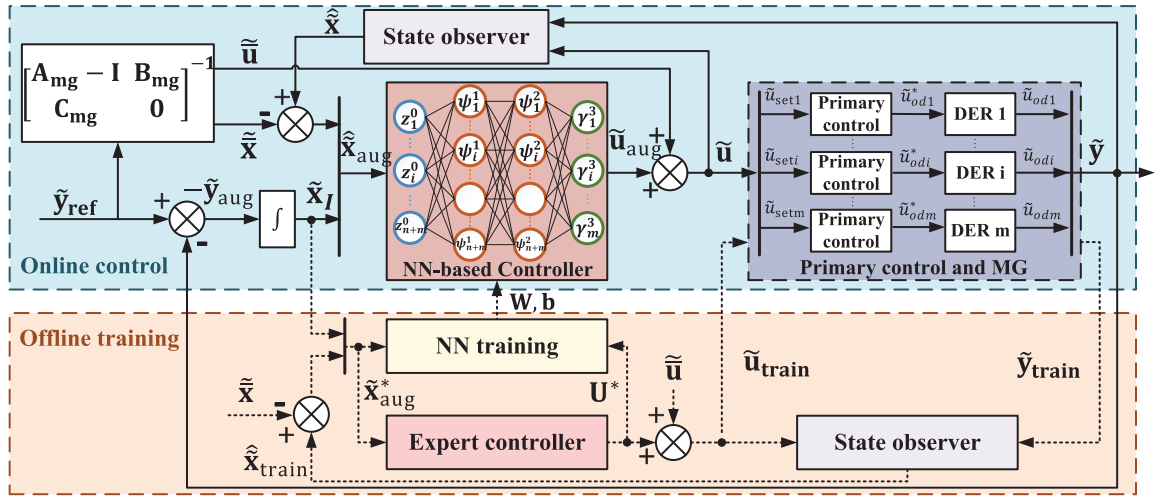 x̂̃
State observer
[A_mg − I B_mg
C_mg 0]^−1
ũ̄
+
-
x̃̄
x̂̃_aug
ỹ_ref
+
-
−ỹ_aug
∫
x̃_I
Online control
z_1^0
z_i^0
z_{n+m}^0
ψ_1^1
ψ_i^1
ψ_{n+m}^1
ψ_1^2
ψ_i^2
ψ_{n+m}^2
γ_1^3
γ_i^3
γ_m^3
NN-based Controller
ũ_aug
+
+
ũ
ũ_set1 Primary control ũ*_od1 DER 1 ũ_od1
ũ_seti Primary control ũ*_odi DER i ũ_odi
ũ_setm Primary control ũ*_odm DER m ũ_odm
Primary control and MG
ỹ
W, b
Offline training
NN training
x̃̄
-
+
x̂̃_train
x̃*_aug
U*
Expert controller
ũ̄
+
+
ũ_train
State observer
ỹ_train